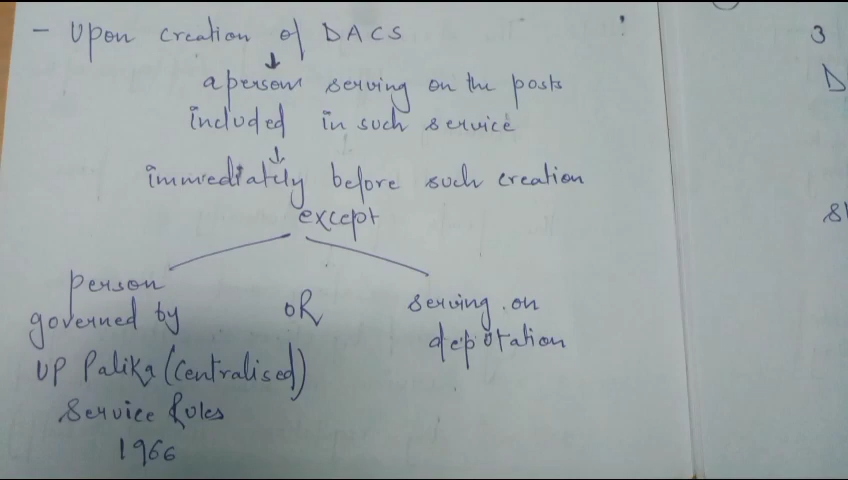 - Upon creation of DACS
↓
a person serving on the posts
included in such service
↓
immediately before such creation
except
person
governed by
UP Palika (Centralised)
Service Rules
1966
OR
serving on
deputation
3
D